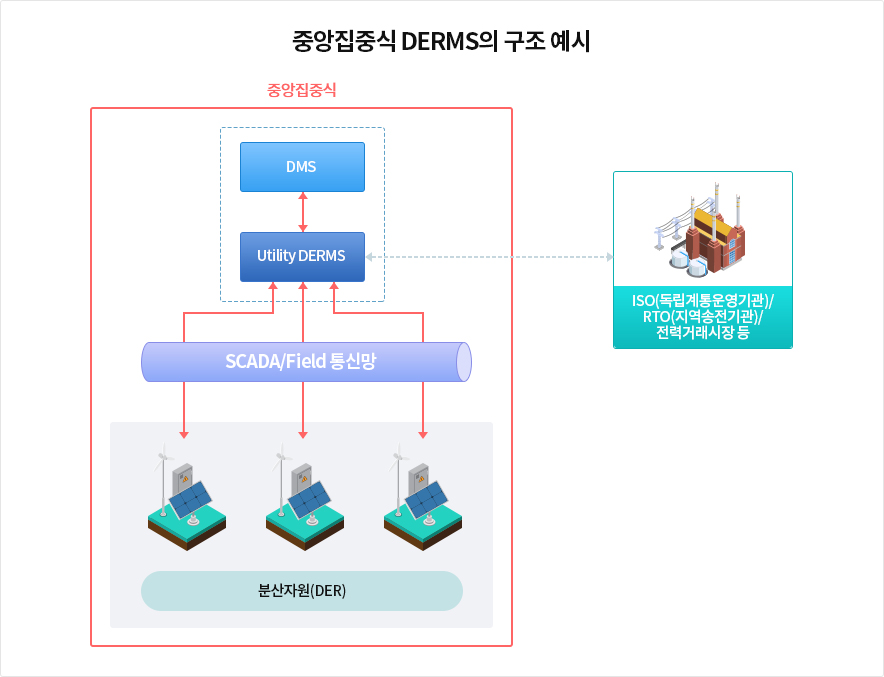 중앙집중식 DERMS의 구조 예시
중앙집중식
DMS
Utility DERMS
ISO(독립계통운영기관)/
RTO(지역송전기관)/
전력거래시장 등
SCADA/Field 통신망
분산자원(DER)